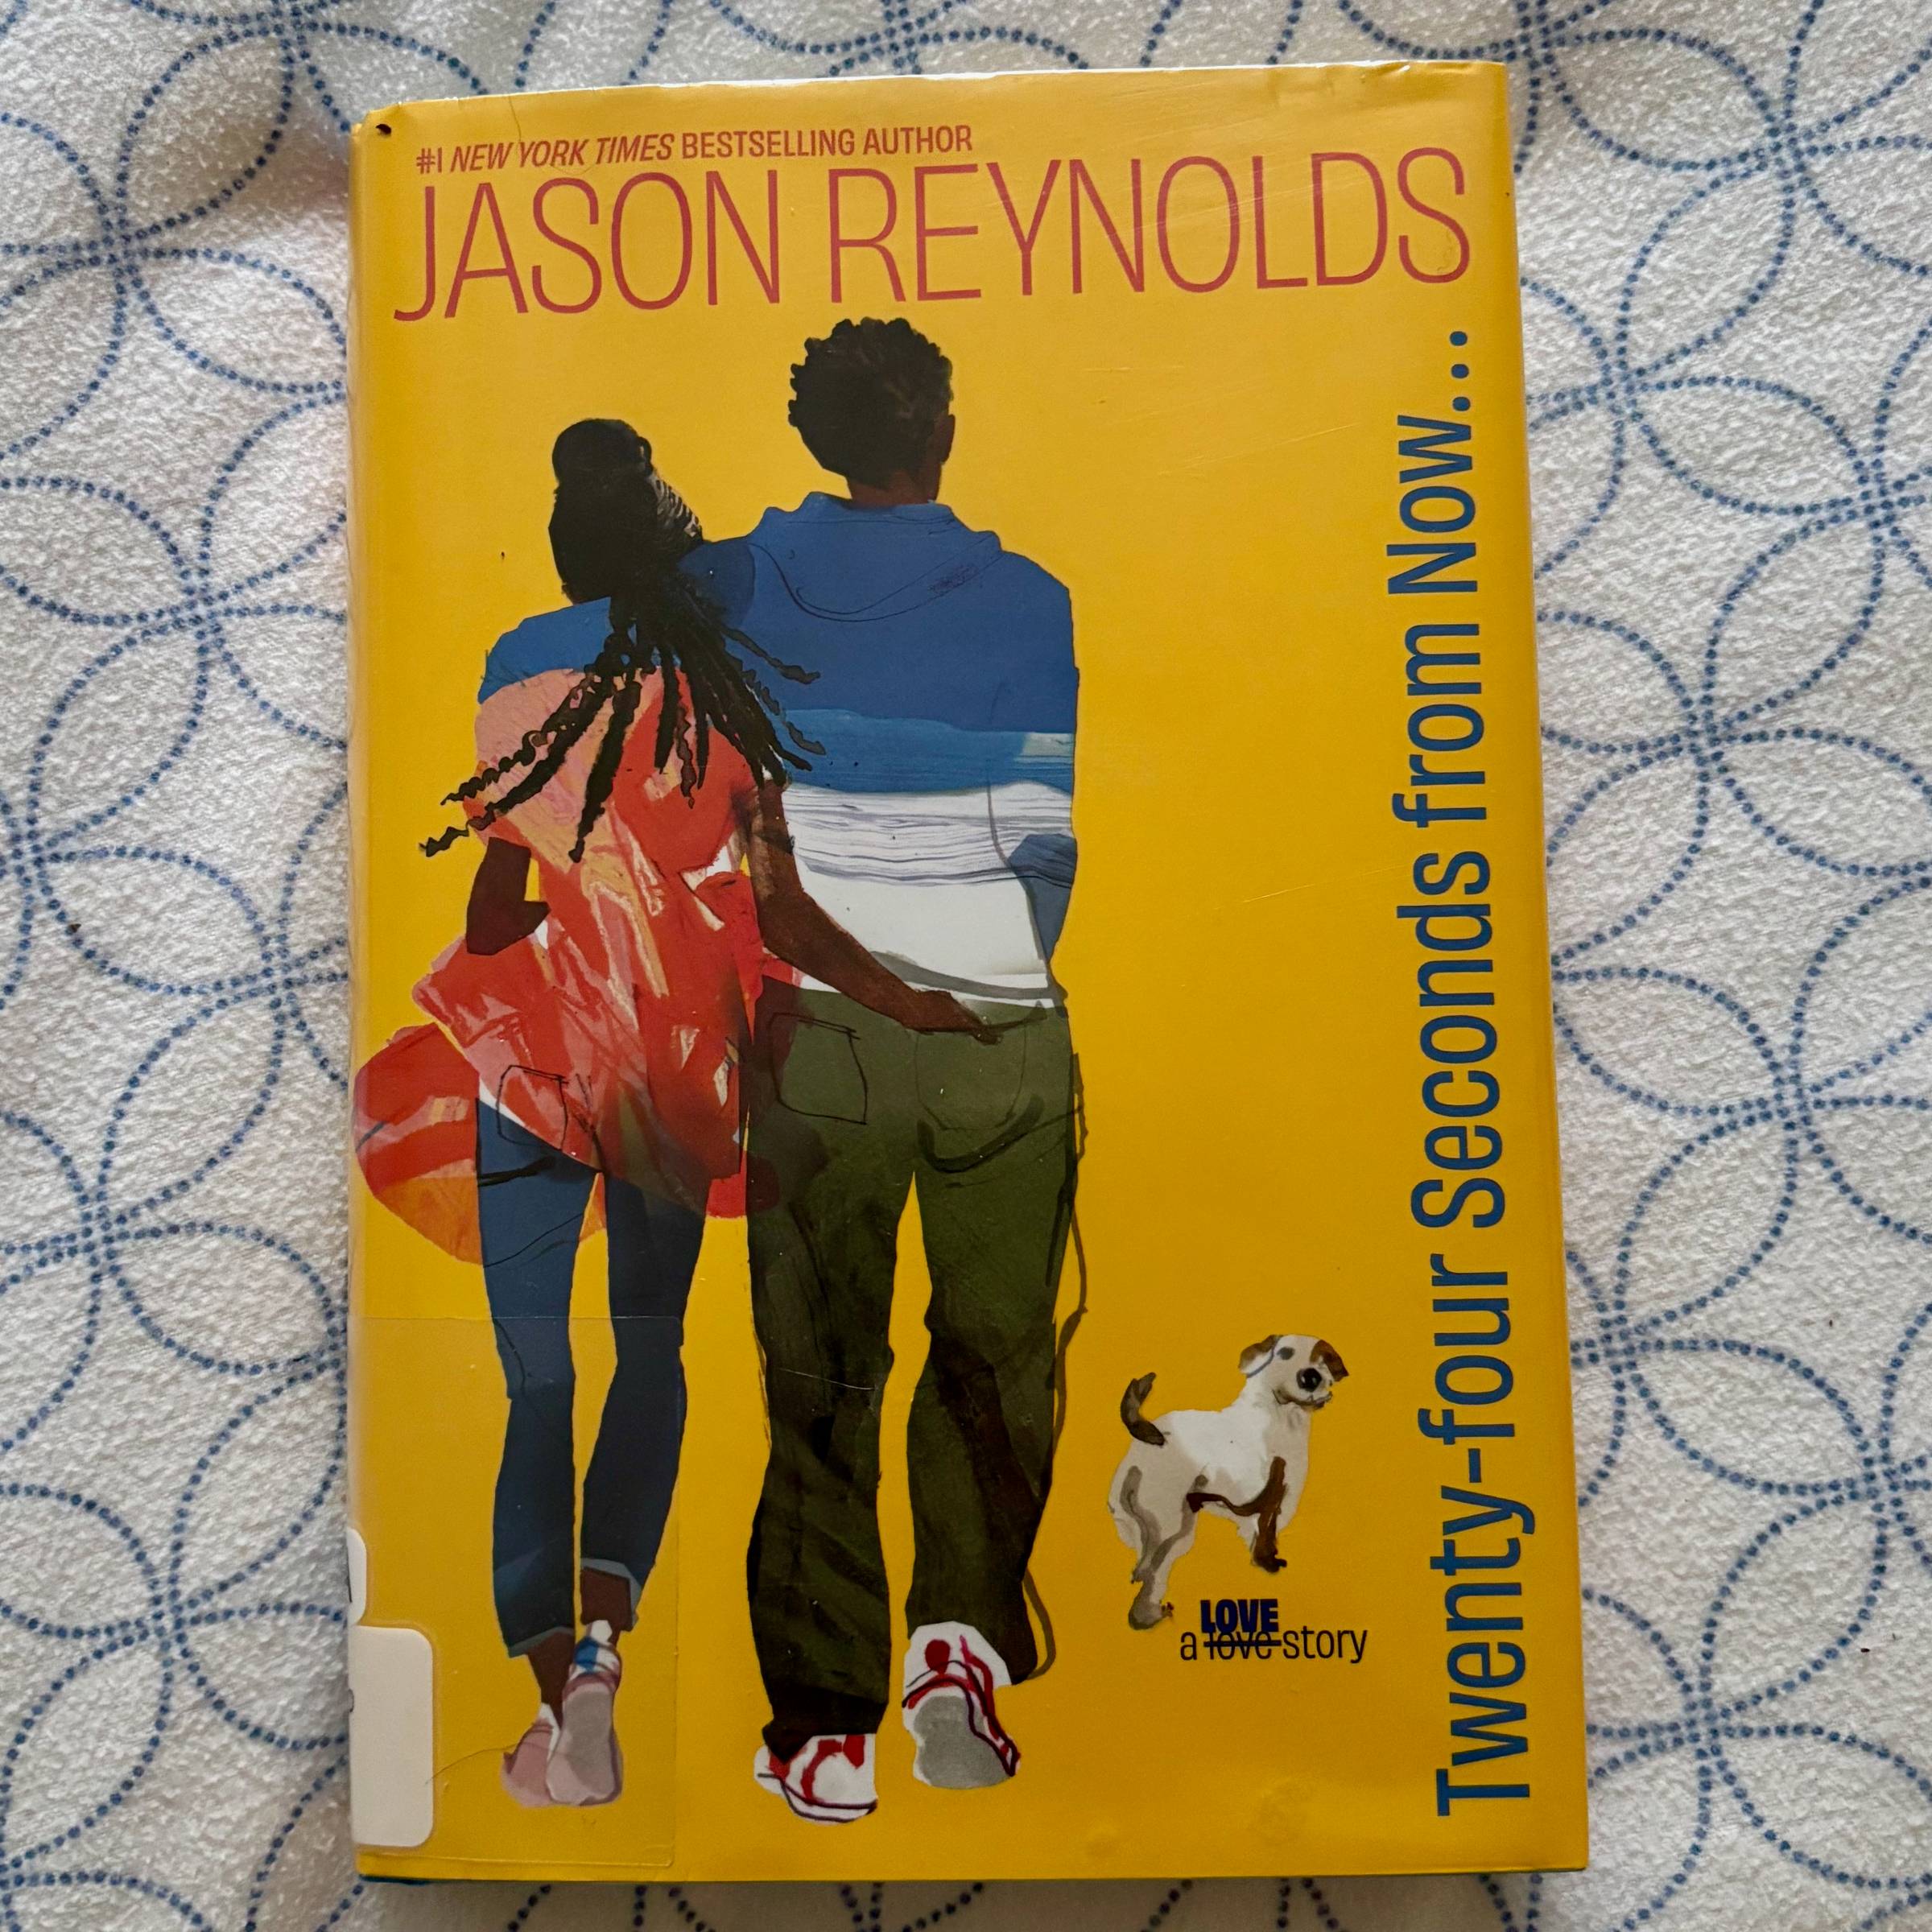 #1 NEW YORK TIMES BESTSELLING AUTHOR
JASON REYNOLDS
Twenty-four Seconds from Now...
LOVE
a love story